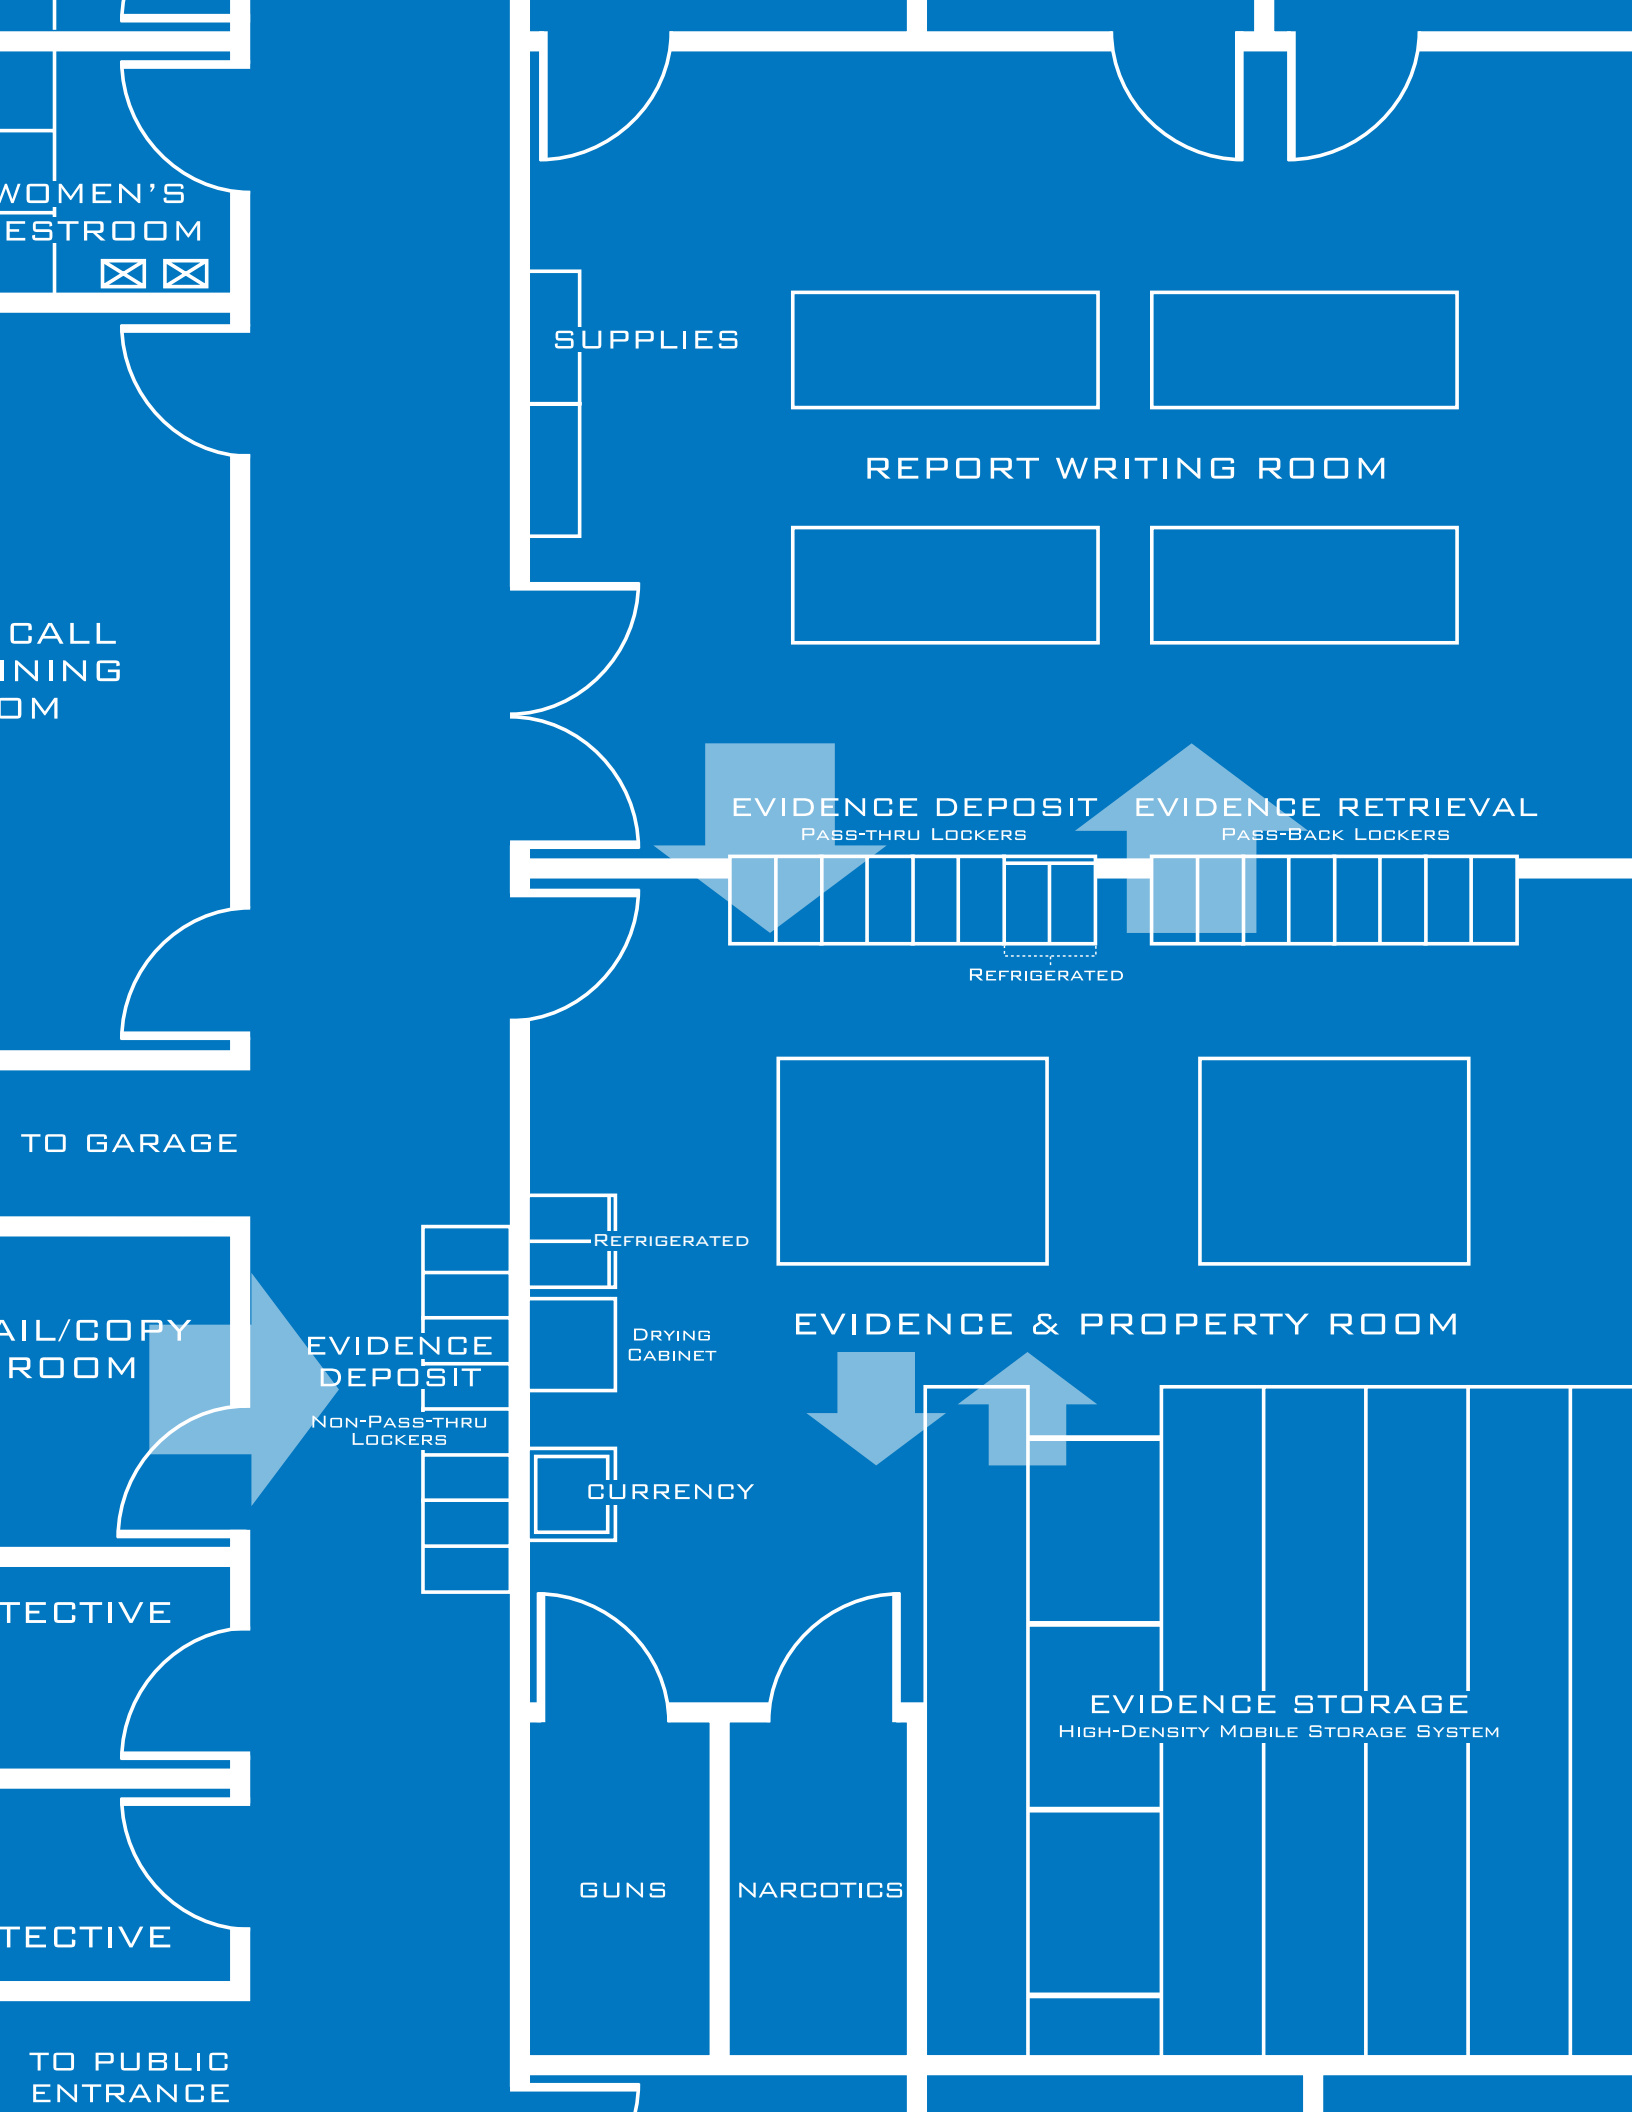 WOMEN'S
ESTROOM
SUPPLIES
REPORT WRITING ROOM
CALL
INING
OM
EVIDENCE DEPOSIT
PASS-THRU LOCKERS
EVIDENCE RETRIEVAL
PASS-BACK LOCKERS
REFRIGERATED
TO GARAGE
REFRIGERATED
AIL/COPY
ROOM
EVIDENCE
DEPOSIT
NON-PASS-THRU
LOCKERS
DRYING
CABINET
EVIDENCE & PROPERTY ROOM
CURRENCY
TECTIVE
EVIDENCE STORAGE
HIGH-DENSITY MOBILE STORAGE SYSTEM
GUNS
NARCOTICS
TECTIVE
TO PUBLIC
ENTRANCE